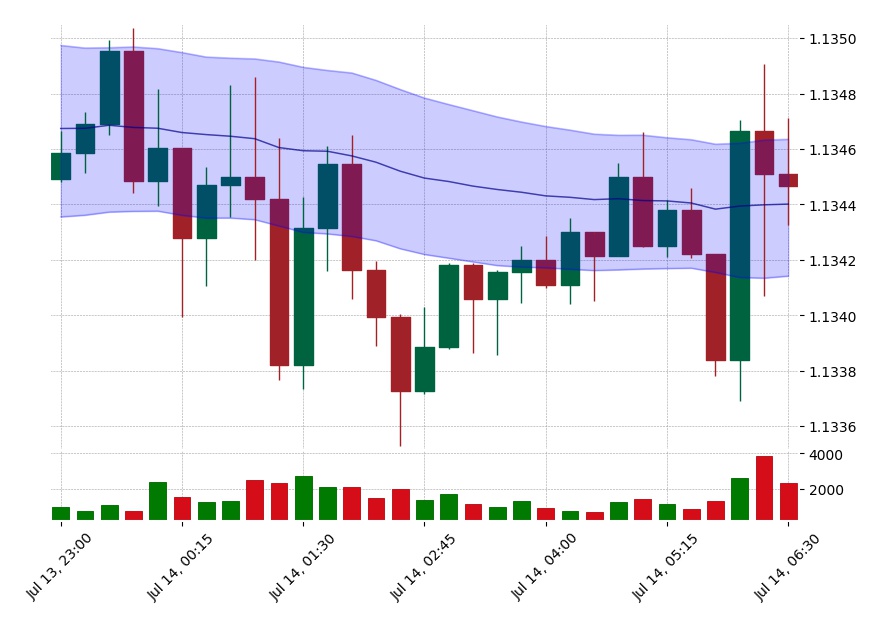 1.1350
1.1348
1.1346
1.1344
1.1342
1.1340
1.1338
1.1336
4000
2000
Jul 13, 23:00
Jul 14, 00:15
Jul 14, 01:30
Jul 14, 02:45
Jul 14, 04:00
Jul 14, 05:15
Jul 14, 06:30